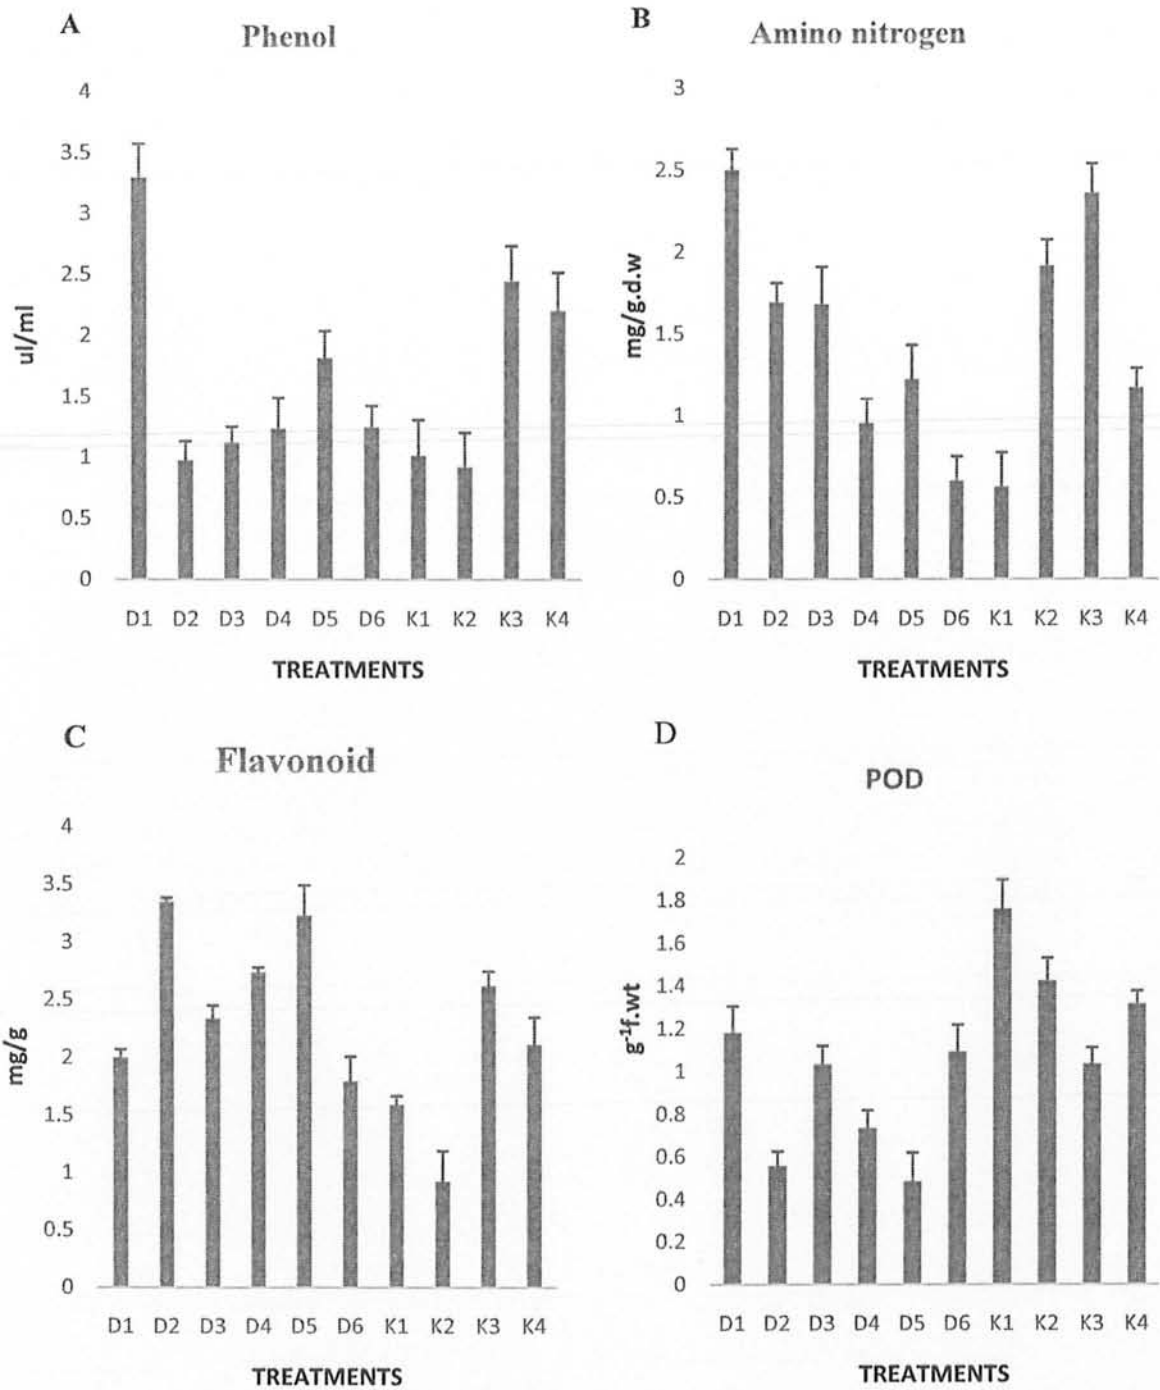 A
Phenol
4
3.5
3
2.5
2
1.5
1
0.5
0
ul/ml
D1 D2 D3 D4 D5 D6 K1 K2 K3 K4
TREATMENTS
B
Amino nitrogen
3
2.5
2
1.5
1
0.5
0
mg/g.d.w
D1 D2 D3 D4 D5 D6 K1 K2 K3 K4
TREATMENTS
C
Flavonoid
4
3.5
3
2.5
2
1.5
1
0.5
0
mg/g
D1 D2 D3 D4 D5 D6 K1 K2 K3 K4
TREATMENTS
D
POD
2
1.8
1.6
1.4
1.2
1
0.8
0.6
0.4
0.2
0
g⁻¹f.wt
D1 D2 D3 D4 D5 D6 K1 K2 K3 K4
TREATMENTS